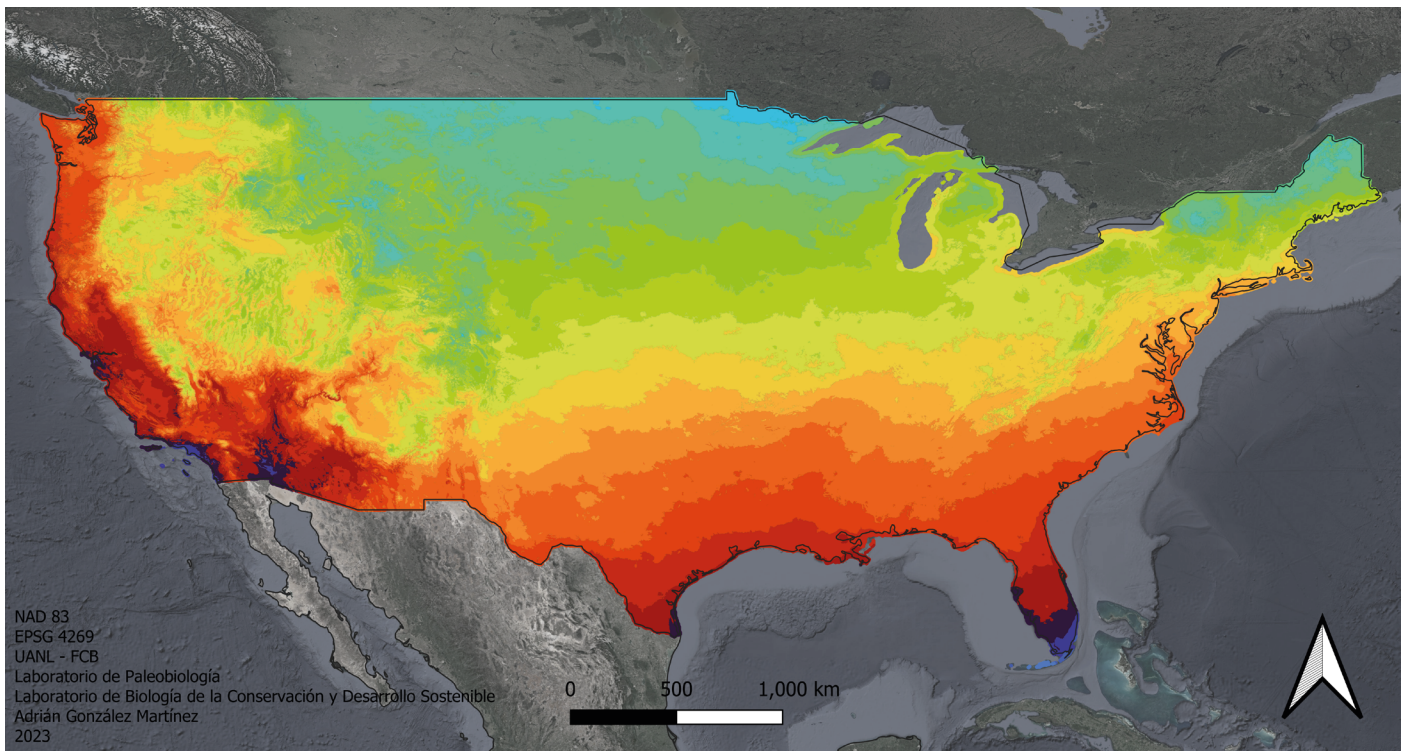 NAD 83
EPSG 4269
UANL - FCB
Laboratorio de Paleobiología
Laboratorio de Biología de la Conservación y Desarrollo Sostenible
Adrián González Martínez
2023
0 500 1,000 km